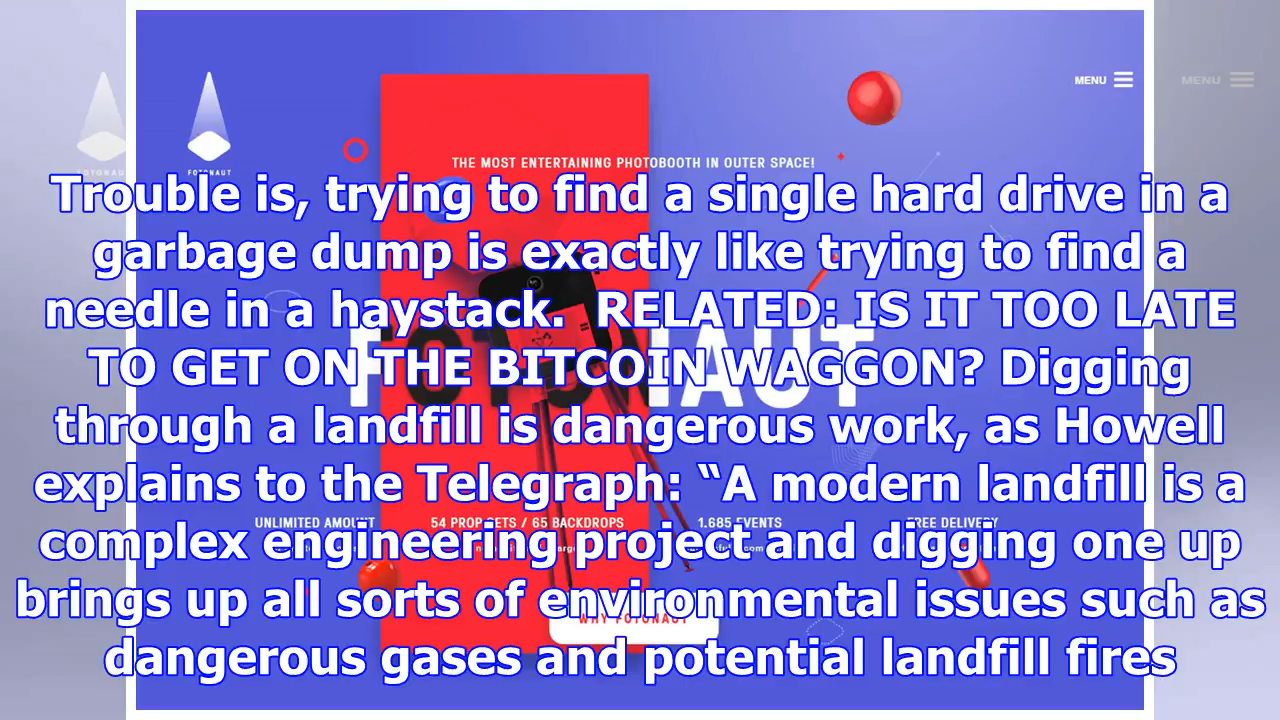 MENU
MENU
FOTONAUT
THE MOST ENTERTAINING PHOTOBOOTH IN OUTER SPACE!
Trouble is, trying to find a single hard drive in a
garbage dump is exactly like trying to find a
needle in a haystack. RELATED: IS IT TOO LATE
TO GET ON THE BITCOIN WAGGON? Digging
through a landfill is dangerous work, as Howell
explains to the Telegraph: “A modern landfill is a
complex engineering project and digging one up
brings up all sorts of environmental issues such as
dangerous gases and potential landfill fires
FOTONAUT
UNLIMITED AMOUNT
54 PROP SETS / 65 BACKDROPS
1.685 EVENTS
FREE DELIVERY
WHY FOTONAUT